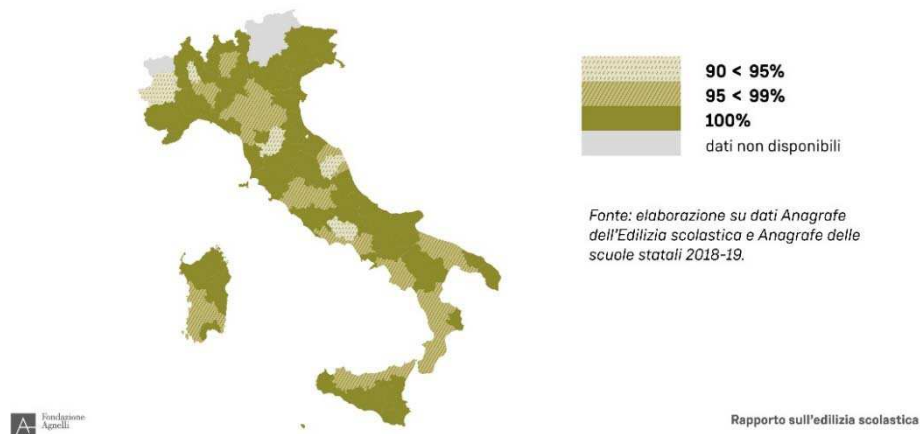 90 < 95%
95 < 99%
100%
dati non disponibili
Fonte: elaborazione su dati Anagrafe
dell'Edilizia scolastica e Anagrafe delle
scuole statali 2018-19.
A
Fondazione
Agnelli
Rapporto sull'edilizia scolastica